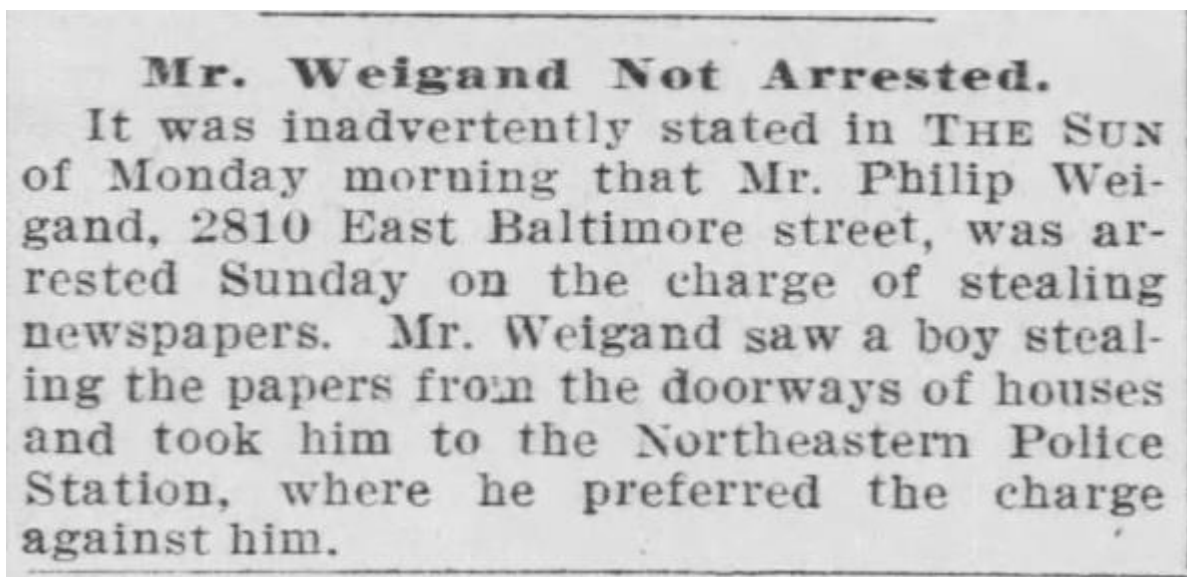 Mr. Weigand Not Arrested.
It was inadvertently stated in THE SUN
of Monday morning that Mr. Philip Wei-
gand, 2810 East Baltimore street, was ar-
rested Sunday on the charge of stealing
newspapers. Mr. Weigand saw a boy steal-
ing the papers from the doorways of houses
and took him to the Northeastern Police
Station, where he preferred the charge
against him.